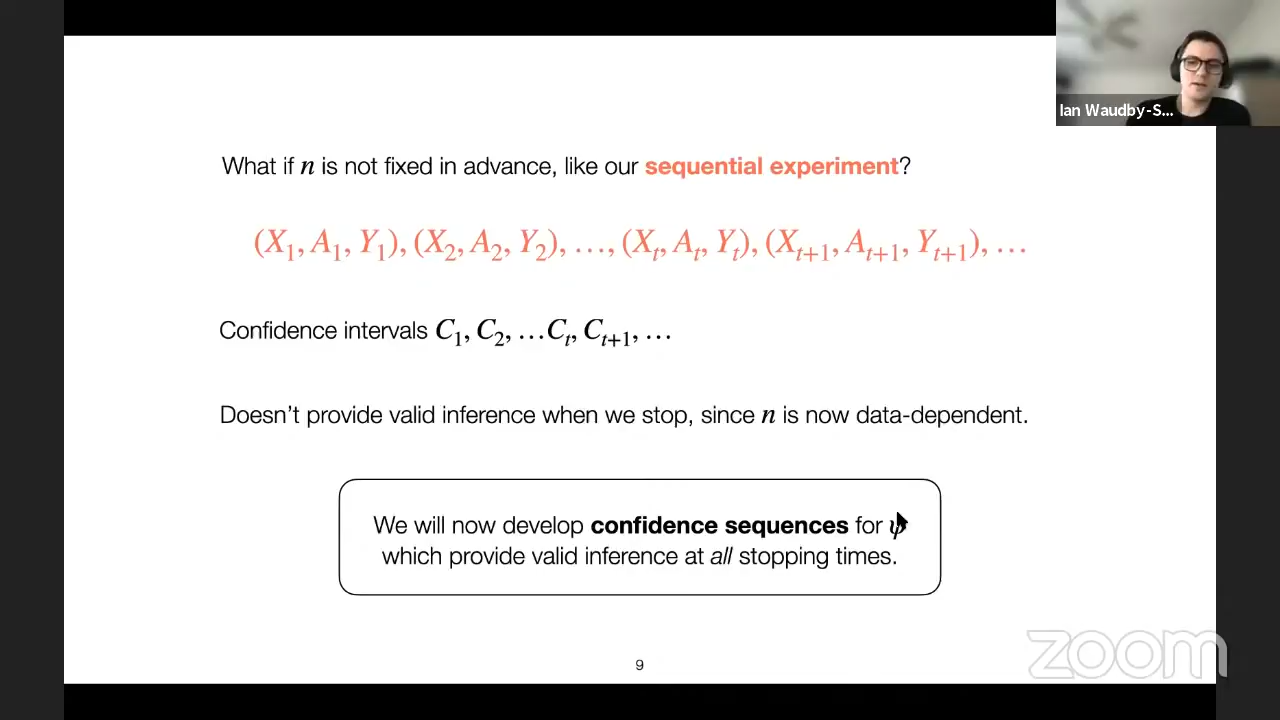 Ian Waudby-S...
What if n is not fixed in advance, like our sequential experiment?
(X₁, A₁, Y₁), (X₂, A₂, Y₂), …, (Xₜ, Aₜ, Yₜ), (Xₜ₊₁, Aₜ₊₁, Yₜ₊₁), …
Confidence intervals C₁, C₂, …Cₜ, Cₜ₊₁, …
Doesn't provide valid inference when we stop, since n is now data-dependent.
We will now develop confidence sequences for ψ
which provide valid inference at all stopping times.
zoom
9